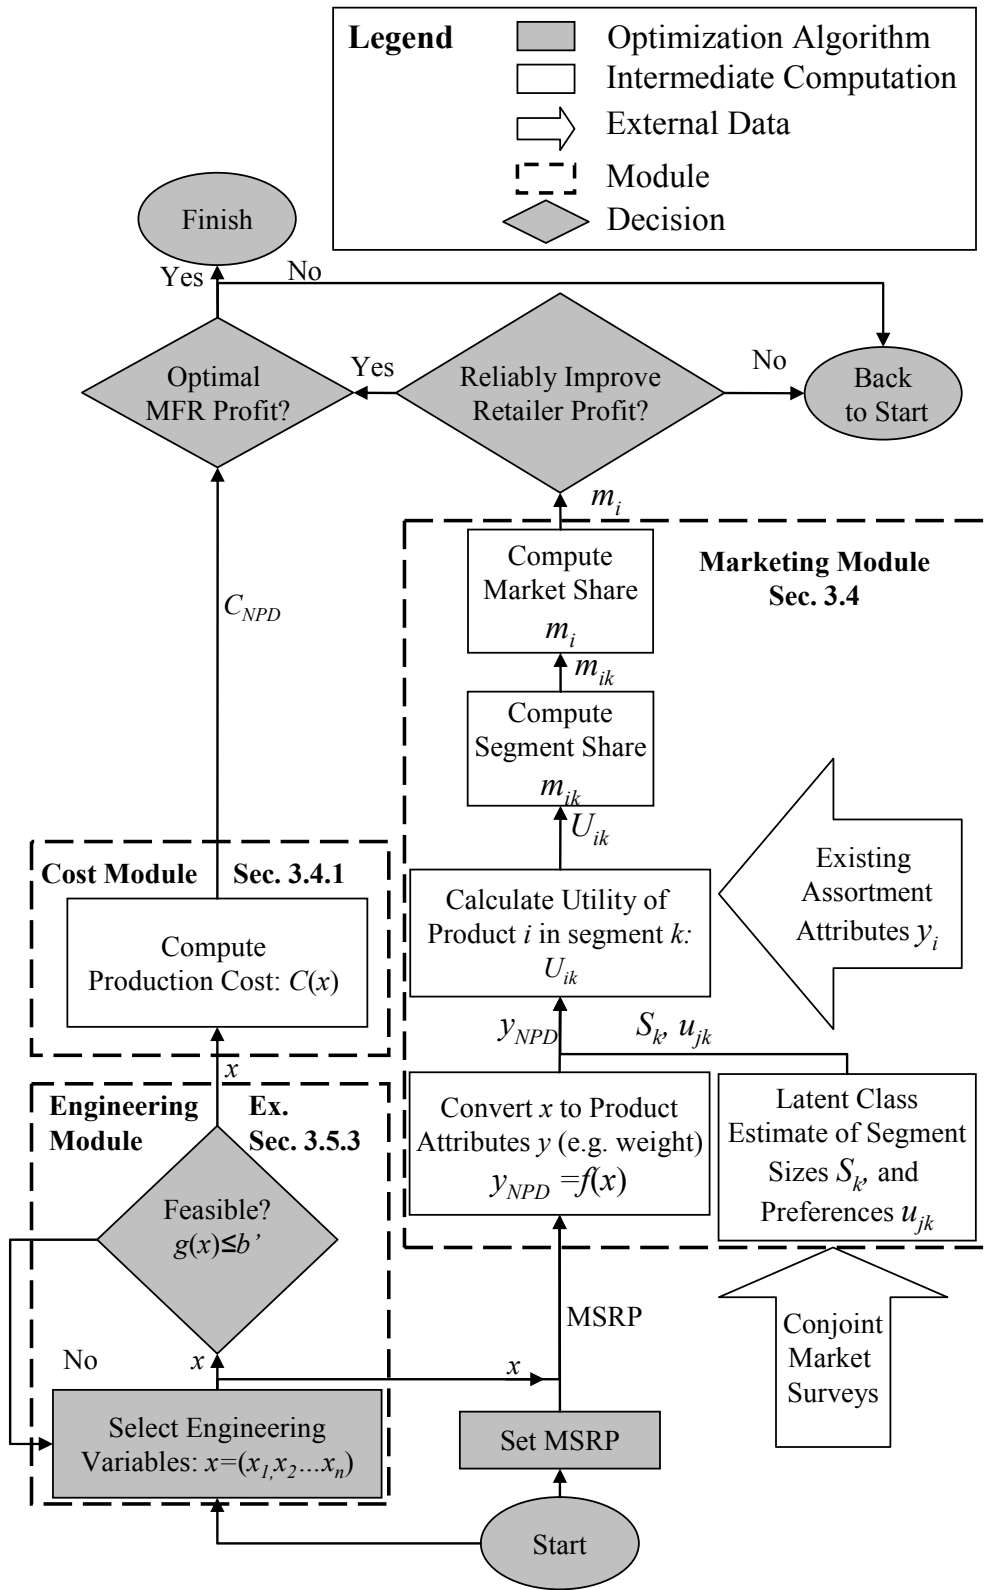 Legend
Optimization Algorithm
Intermediate Computation
External Data
Module
Decision
Finish
Yes
No
Optimal
MFR Profit?
Yes
Reliably Improve
Retailer Profit?
No
Back
to Start
m_i
Compute
Market Share
m_i
Marketing Module
Sec. 3.4
C_NPD
m_ik
Compute
Segment Share
m_ik
U_ik
Cost Module Sec. 3.4.1
Compute
Production Cost: C(x)
Calculate Utility of
Product i in segment k:
U_ik
Existing
Assortment
Attributes y_i
y_NPD
S_k, u_jk
x
Engineering
Module
Ex.
Sec. 3.5.3
Feasible?
g(x)≤b’
Convert x to Product
Attributes y (e.g. weight)
y_NPD =f(x)
Latent Class
Estimate of Segment
Sizes S_k, and
Preferences u_jk
MSRP
Conjoint
Market
Surveys
No
x
x
Select Engineering
Variables: x=(x_1,x_2...x_n)
Set MSRP
Start